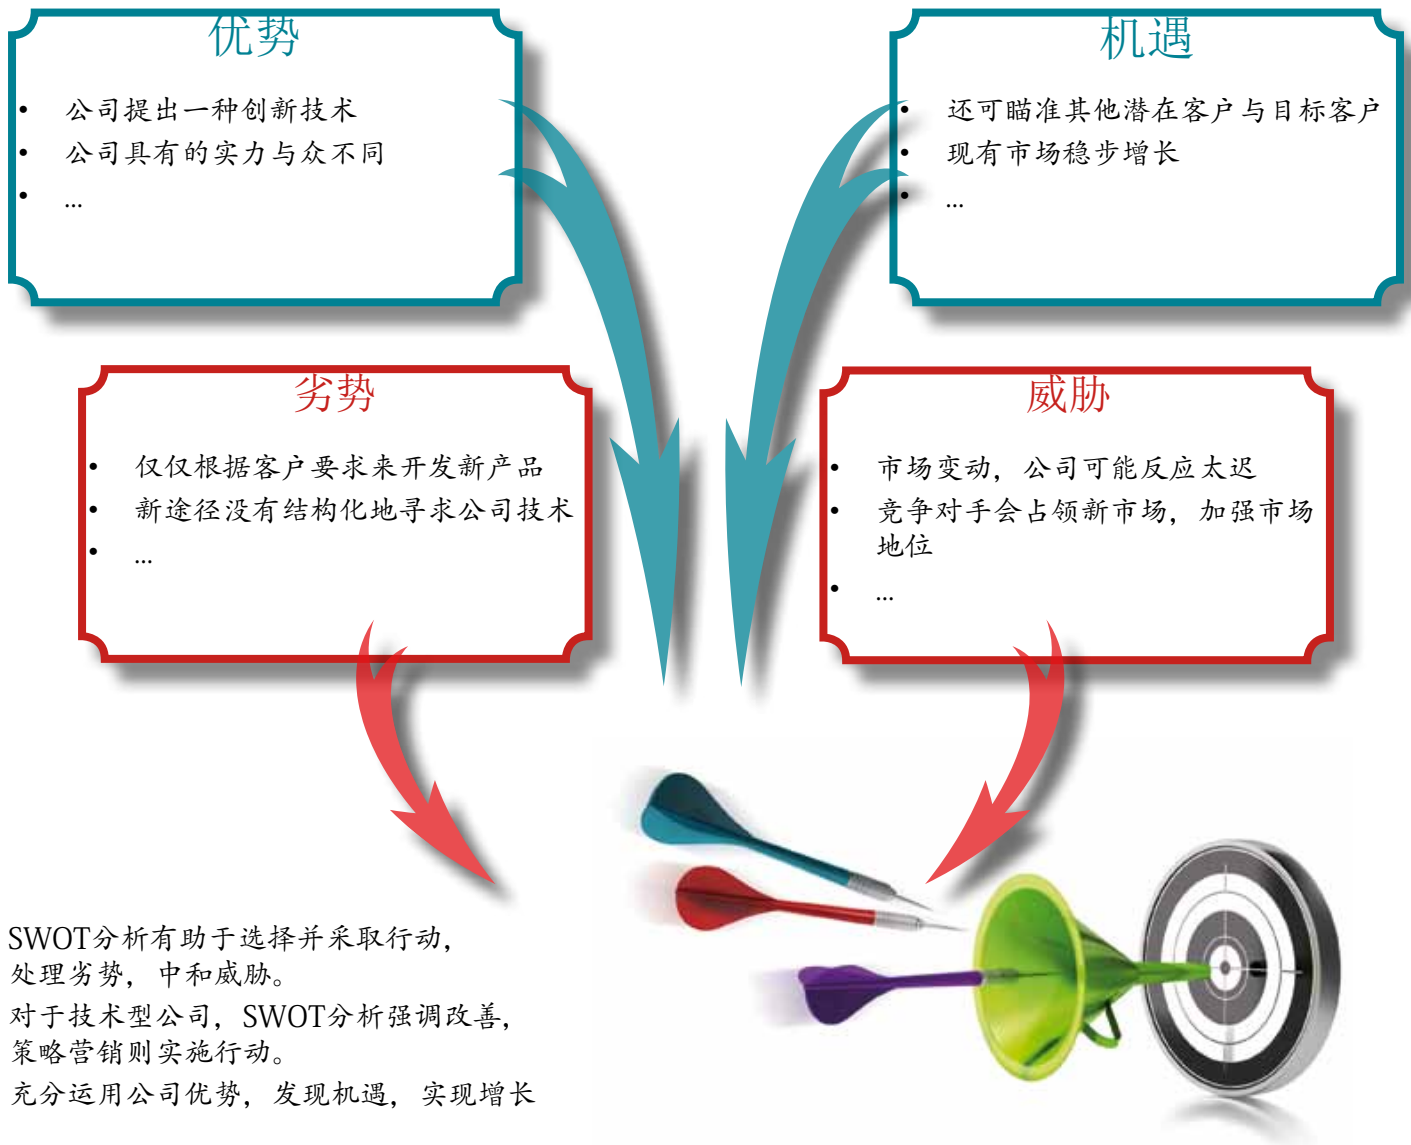 优势
• 公司提出一种创新技术
• 公司具有的实力与众不同
• ...
机遇
• 还可瞄准其他潜在客户与目标客户
• 现有市场稳步增长
• ...
劣势
• 仅仅根据客户要求来开发新产品
• 新途径没有结构化地寻求公司技术
• ...
威胁
• 市场变动，公司可能反应太迟
• 竞争对手会占领新市场，加强市场
地位
• ...
SWOT分析有助于选择并采取行动，
处理劣势，中和威胁。
对于技术型公司，SWOT分析强调改善，
策略营销则实施行动。
充分运用公司优势，发现机遇，实现增长